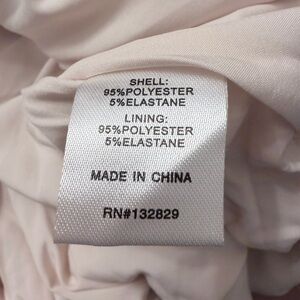 SHELL:
95%POLYESTER
5%ELASTANE
LINING:
95%POLYESTER
5%ELASTANE
MADE IN CHINA
RN#132829